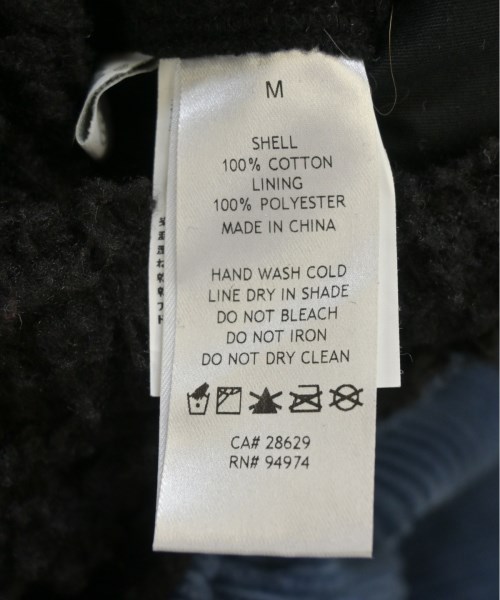 M
SHELL
100% COTTON
LINING
100% POLYESTER
MADE IN CHINA
HAND WASH COLD
LINE DRY IN SHADE
DO NOT BLEACH
DO NOT IRON
DO NOT DRY CLEAN
CA# 28629
RN# 94974